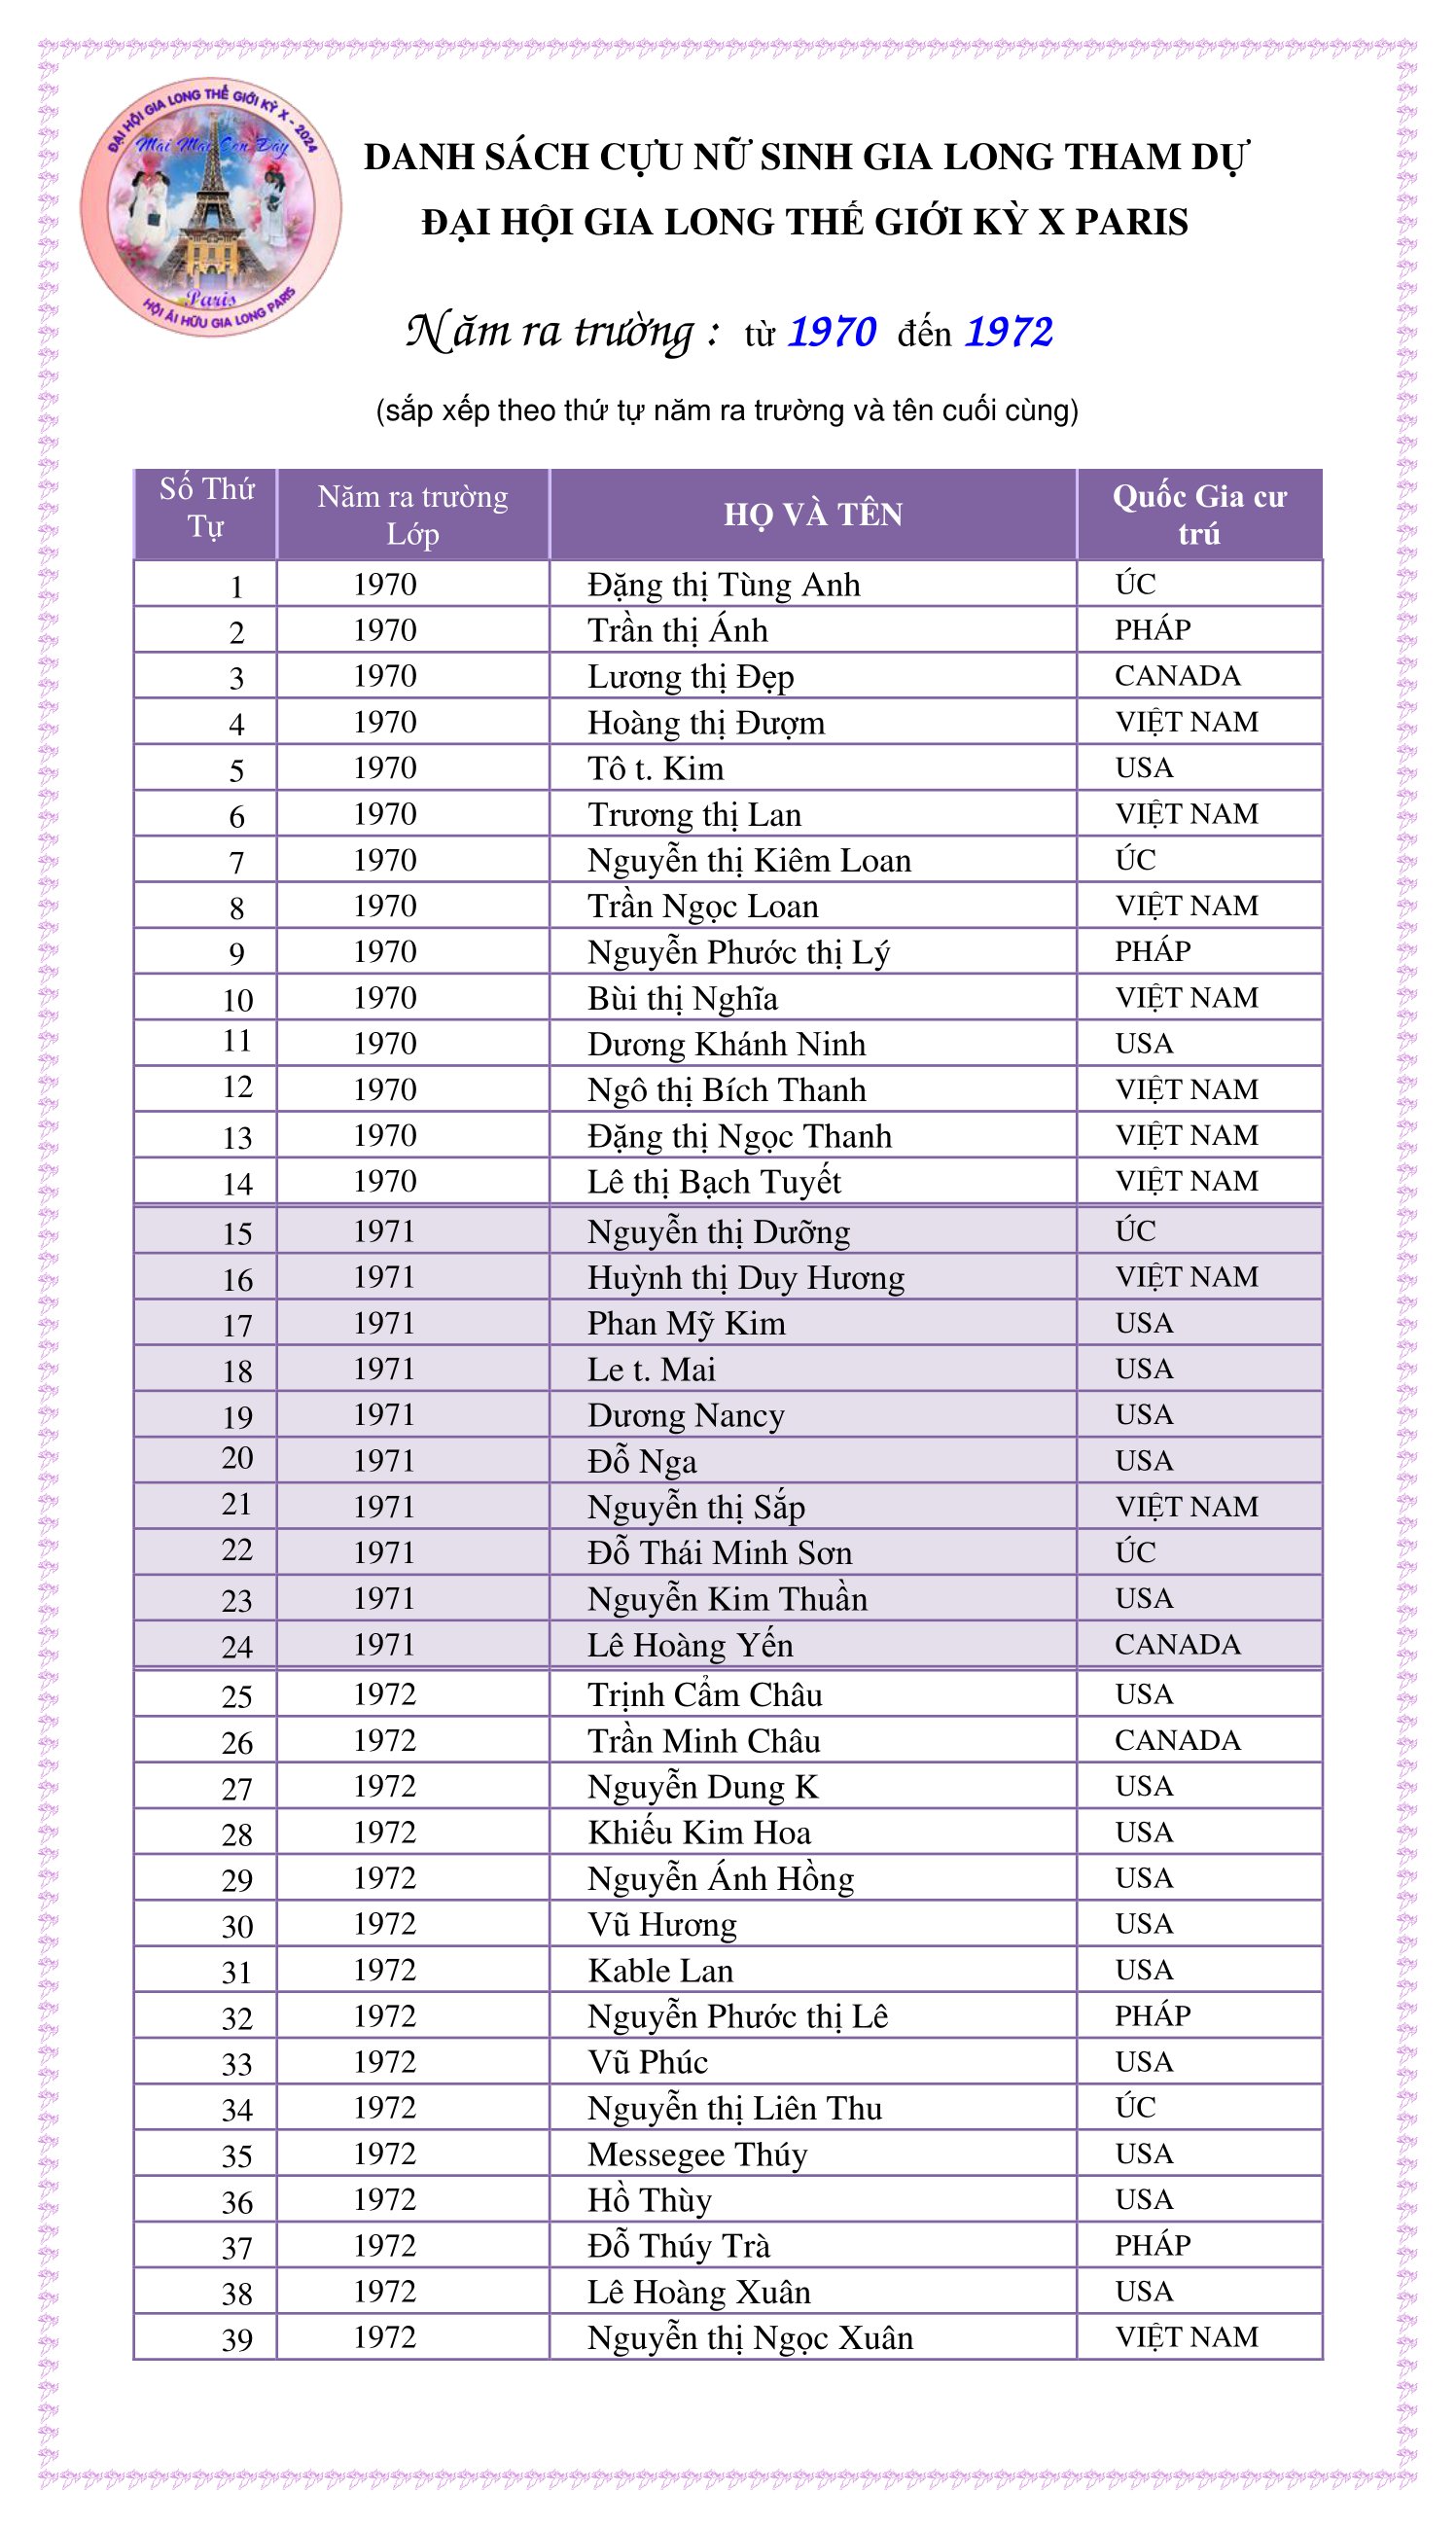 ĐẠI HỘI GIA LONG THẾ GIỚI KỲ X - 2024
Mãi Mãi Còn Đây
Paris
HỘI ÁI HỮU GIA LONG PARIS
DANH SÁCH CỰU NỮ SINH GIA LONG THAM DỰ
ĐẠI HỘI GIA LONG THẾ GIỚI KỲ X PARIS
Năm ra trường : từ 1970 đến 1972
(sắp xếp theo thứ tự năm ra trường và tên cuối cùng)
Số Thứ Tự Năm ra trường Lớp HỌ VÀ TÊN Quốc Gia cư trú
1 1970 Đặng thị Tùng Anh ÚC
2 1970 Trần thị Ánh PHÁP
3 1970 Lương thị Đẹp CANADA
4 1970 Hoàng thị Đượm VIỆT NAM
5 1970 Tô t. Kim USA
6 1970 Trương thị Lan VIỆT NAM
7 1970 Nguyễn thị Kiêm Loan ÚC
8 1970 Trần Ngọc Loan VIỆT NAM
9 1970 Nguyễn Phước thị Lý PHÁP
10 1970 Bùi thị Nghĩa VIỆT NAM
11 1970 Dương Khánh Ninh USA
12 1970 Ngô thị Bích Thanh VIỆT NAM
13 1970 Đặng thị Ngọc Thanh VIỆT NAM
14 1970 Lê thị Bạch Tuyết VIỆT NAM
15 1971 Nguyễn thị Dưỡng ÚC
16 1971 Huỳnh thị Duy Hương VIỆT NAM
17 1971 Phan Mỹ Kim USA
18 1971 Le t. Mai USA
19 1971 Dương Nancy USA
20 1971 Đỗ Nga USA
21 1971 Nguyễn thị Sắp VIỆT NAM
22 1971 Đỗ Thái Minh Sơn ÚC
23 1971 Nguyễn Kim Thuần USA
24 1971 Lê Hoàng Yến CANADA
25 1972 Trịnh Cẩm Châu USA
26 1972 Trần Minh Châu CANADA
27 1972 Nguyễn Dung K USA
28 1972 Khiếu Kim Hoa USA
29 1972 Nguyễn Ánh Hồng USA
30 1972 Vũ Hương USA
31 1972 Kable Lan USA
32 1972 Nguyễn Phước thị Lê PHÁP
33 1972 Vũ Phúc USA
34 1972 Nguyễn thị Liên Thu ÚC
35 1972 Messegee Thúy USA
36 1972 Hồ Thùy USA
37 1972 Đỗ Thúy Trà PHÁP
38 1972 Lê Hoàng Xuân USA
39 1972 Nguyễn thị Ngọc Xuân VIỆT NAM